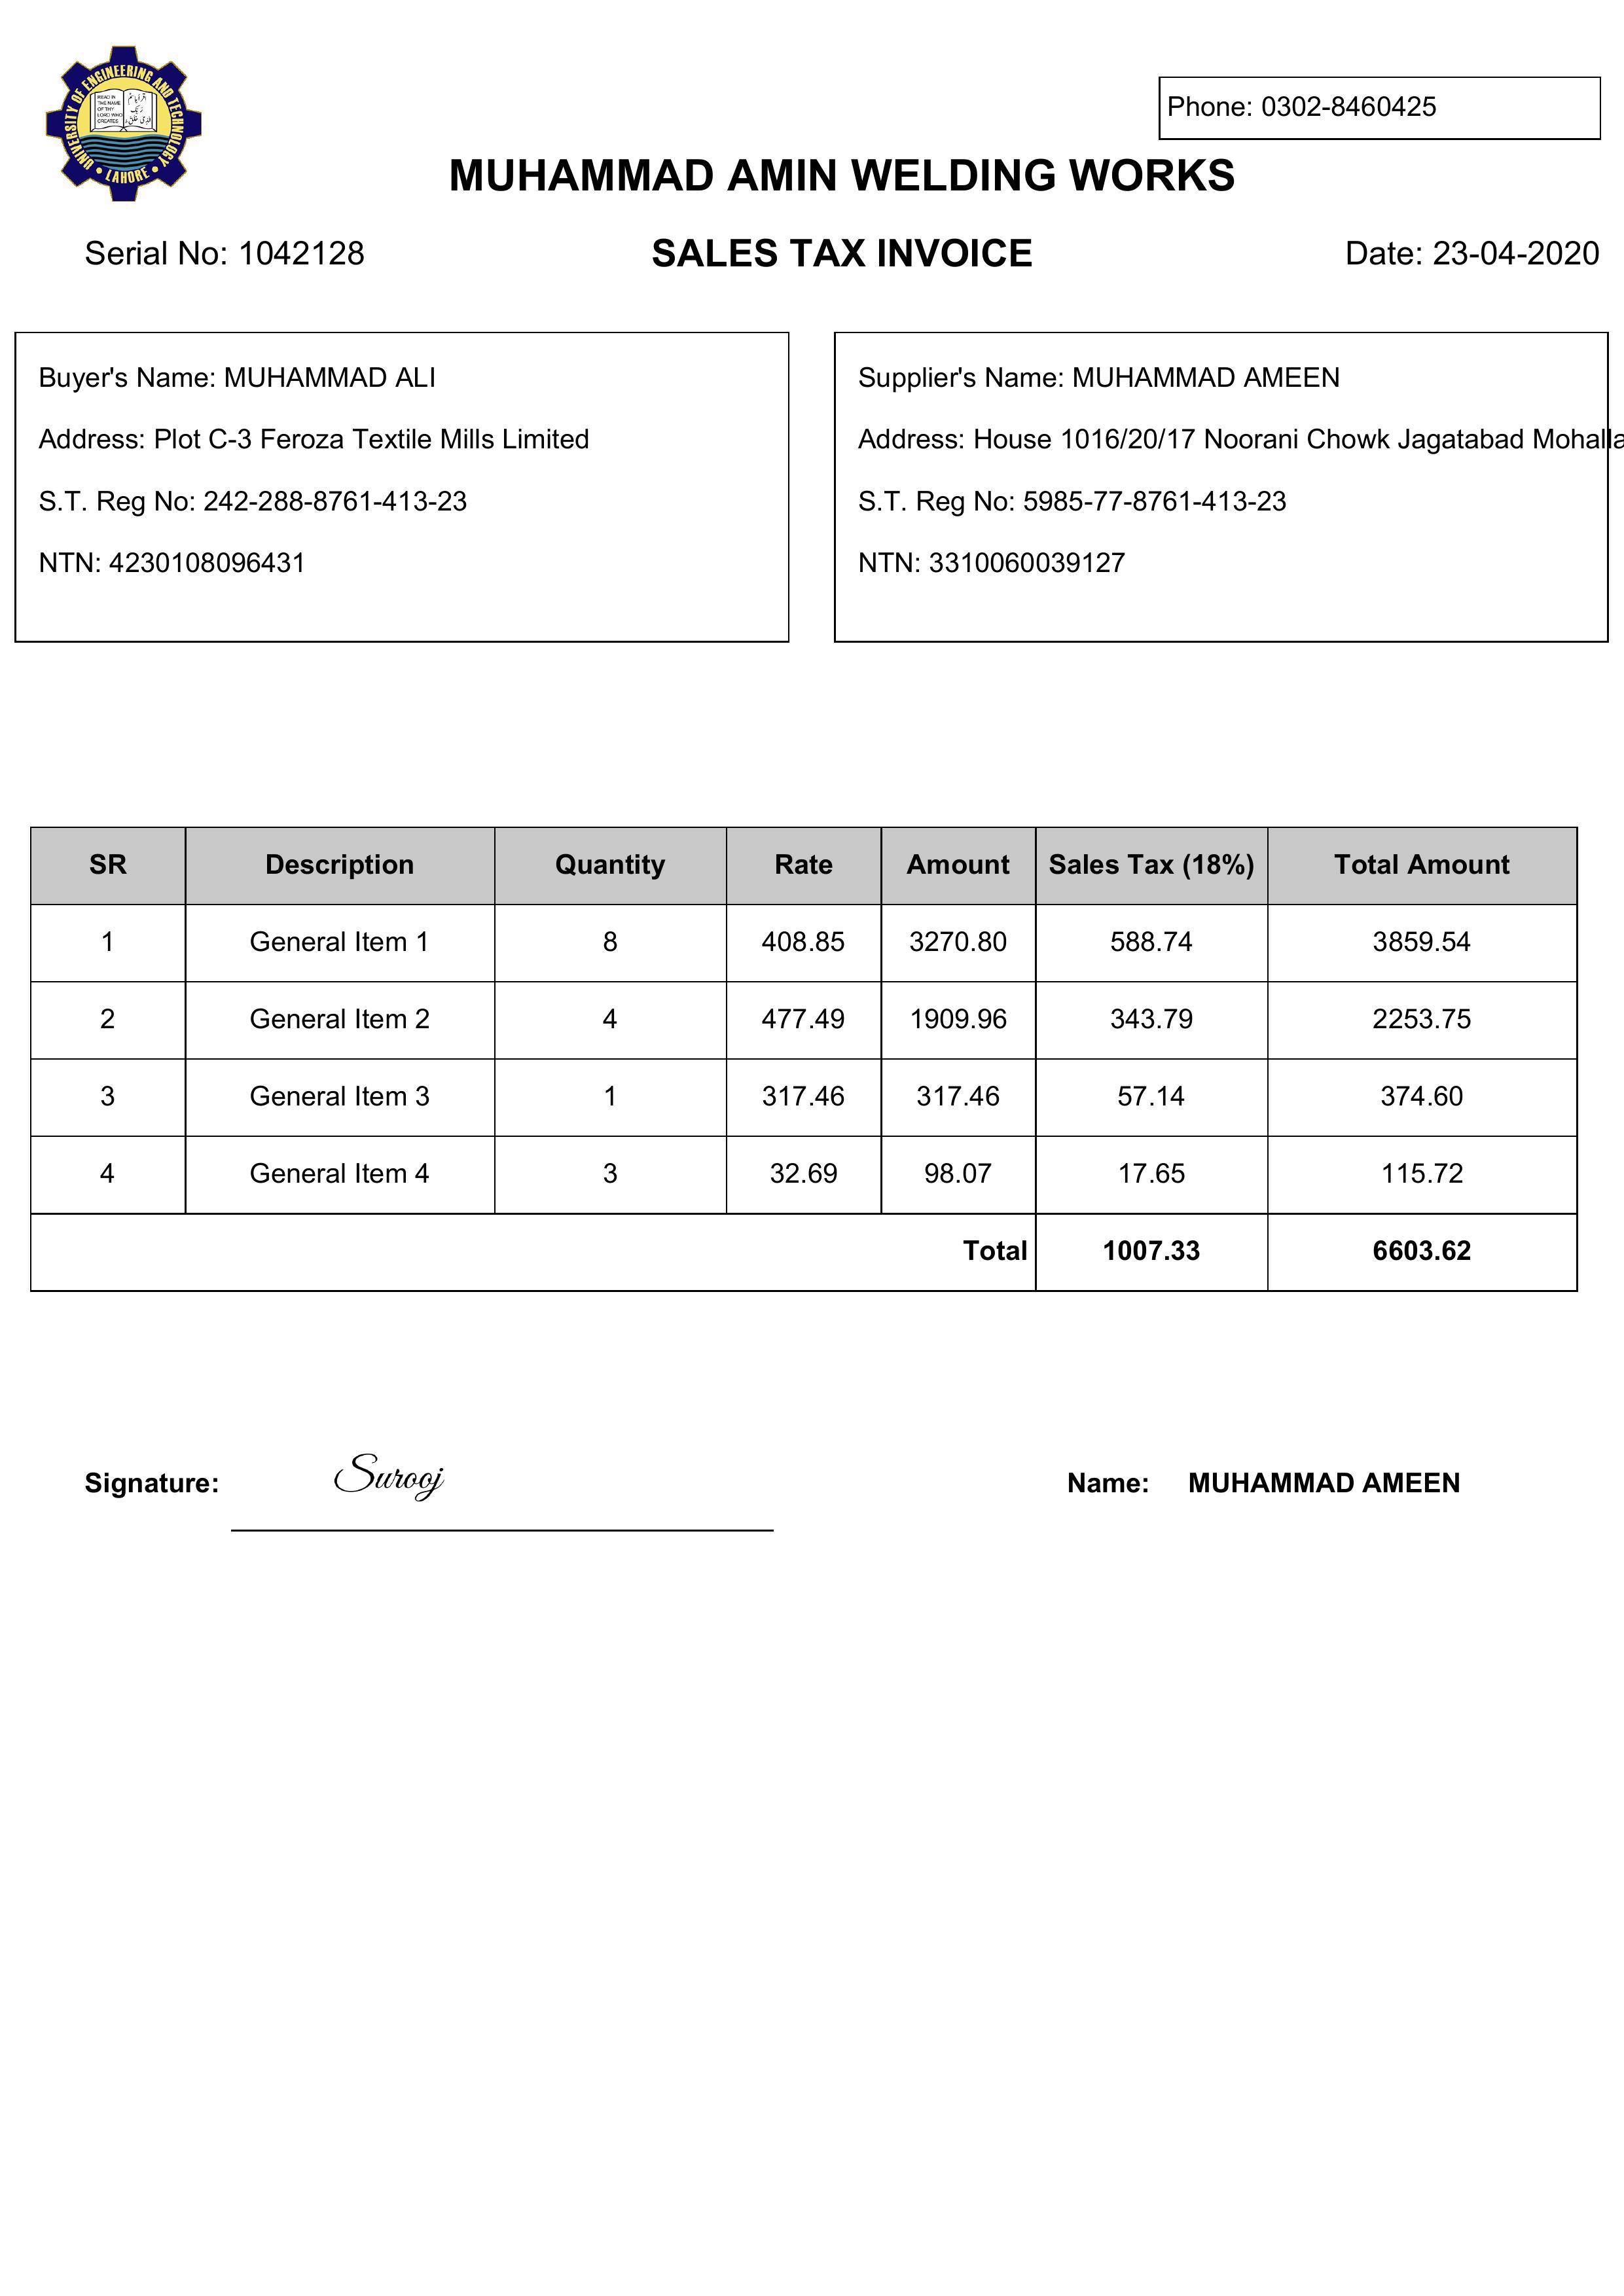 UNIVERSITY OF ENGINEERING AND TECHNOLOGY
LAHORE
READ IN
THE NAME
OF THY
LORD WHO
CREATES
Phone: 0302-8460425
MUHAMMAD AMIN WELDING WORKS
Serial No: 1042128 SALES TAX INVOICE Date: 23-04-2020
Buyer's Name: MUHAMMAD ALI
Address: Plot C-3 Feroza Textile Mills Limited
S.T. Reg No: 242-288-8761-413-23
NTN: 4230108096431
Supplier's Name: MUHAMMAD AMEEN
Address: House 1016/20/17 Noorani Chowk Jagatabad Mohalla
S.T. Reg No: 5985-77-8761-413-23
NTN: 3310060039127
SR Description Quantity Rate Amount Sales Tax (18%) Total Amount
1 General Item 1 8 408.85 3270.80 588.74 3859.54
2 General Item 2 4 477.49 1909.96 343.79 2253.75
3 General Item 3 1 317.46 317.46 57.14 374.60
4 General Item 4 3 32.69 98.07 17.65 115.72
Total 1007.33 6603.62
Signature: Surooj Name: MUHAMMAD AMEEN